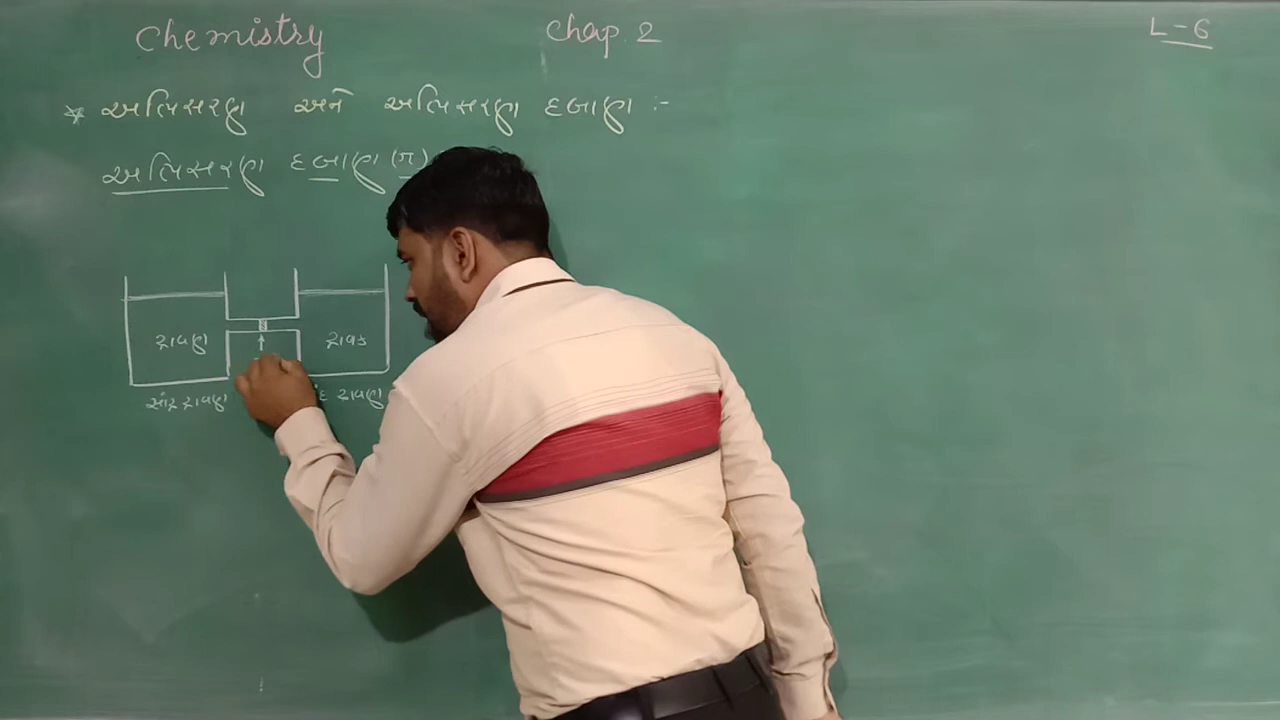 Chemistry Chap. 2 L-6
* અભિસરણ અને અભિસરણ દબાણ :-
અભિસરણ દબાણ (π)
દ્રાવણ દ્રાવક
સાંદ્ર દ્રાવણ દ્રાવણ